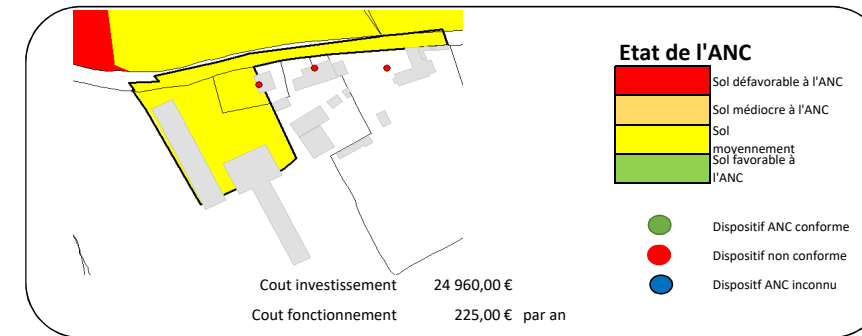 Etat de l'ANC
Sol défavorable à l'ANC
Sol médiocre à l'ANC
Sol
moyennement
Sol favorable à
l'ANC
Dispositif ANC conforme
Dispositif non conforme
Dispostif ANC inconnu
Cout investissement 24 960,00 €
Cout fonctionnement 225,00 € par an